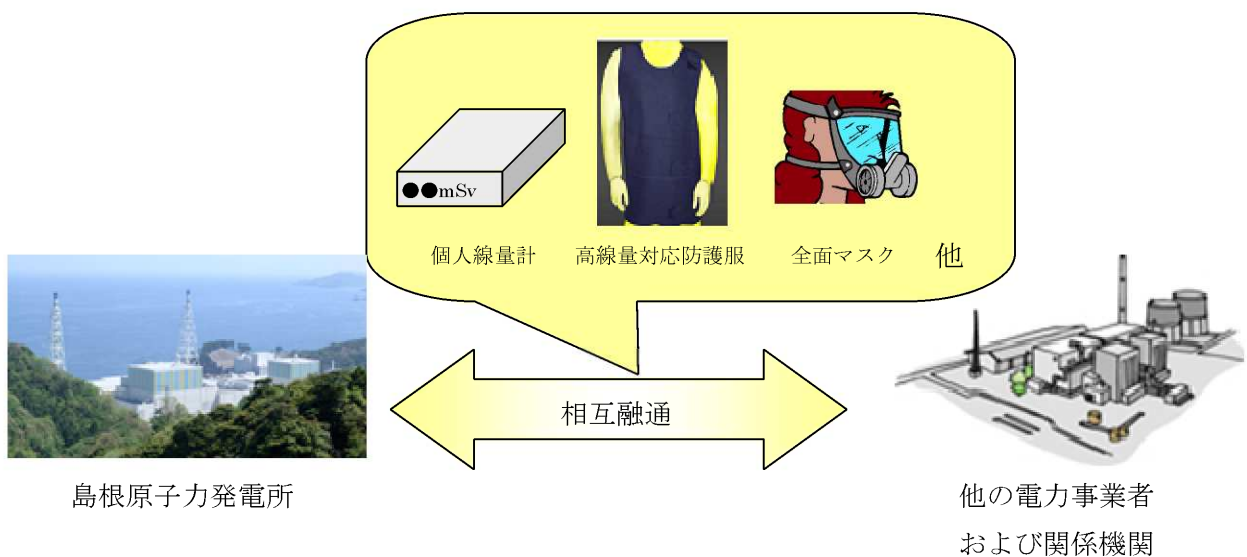 ●●mSv
個人線量計
高線量対応防護服
全面マスク
他
相互融通
島根原子力発電所
他の電力事業者
および関係機関